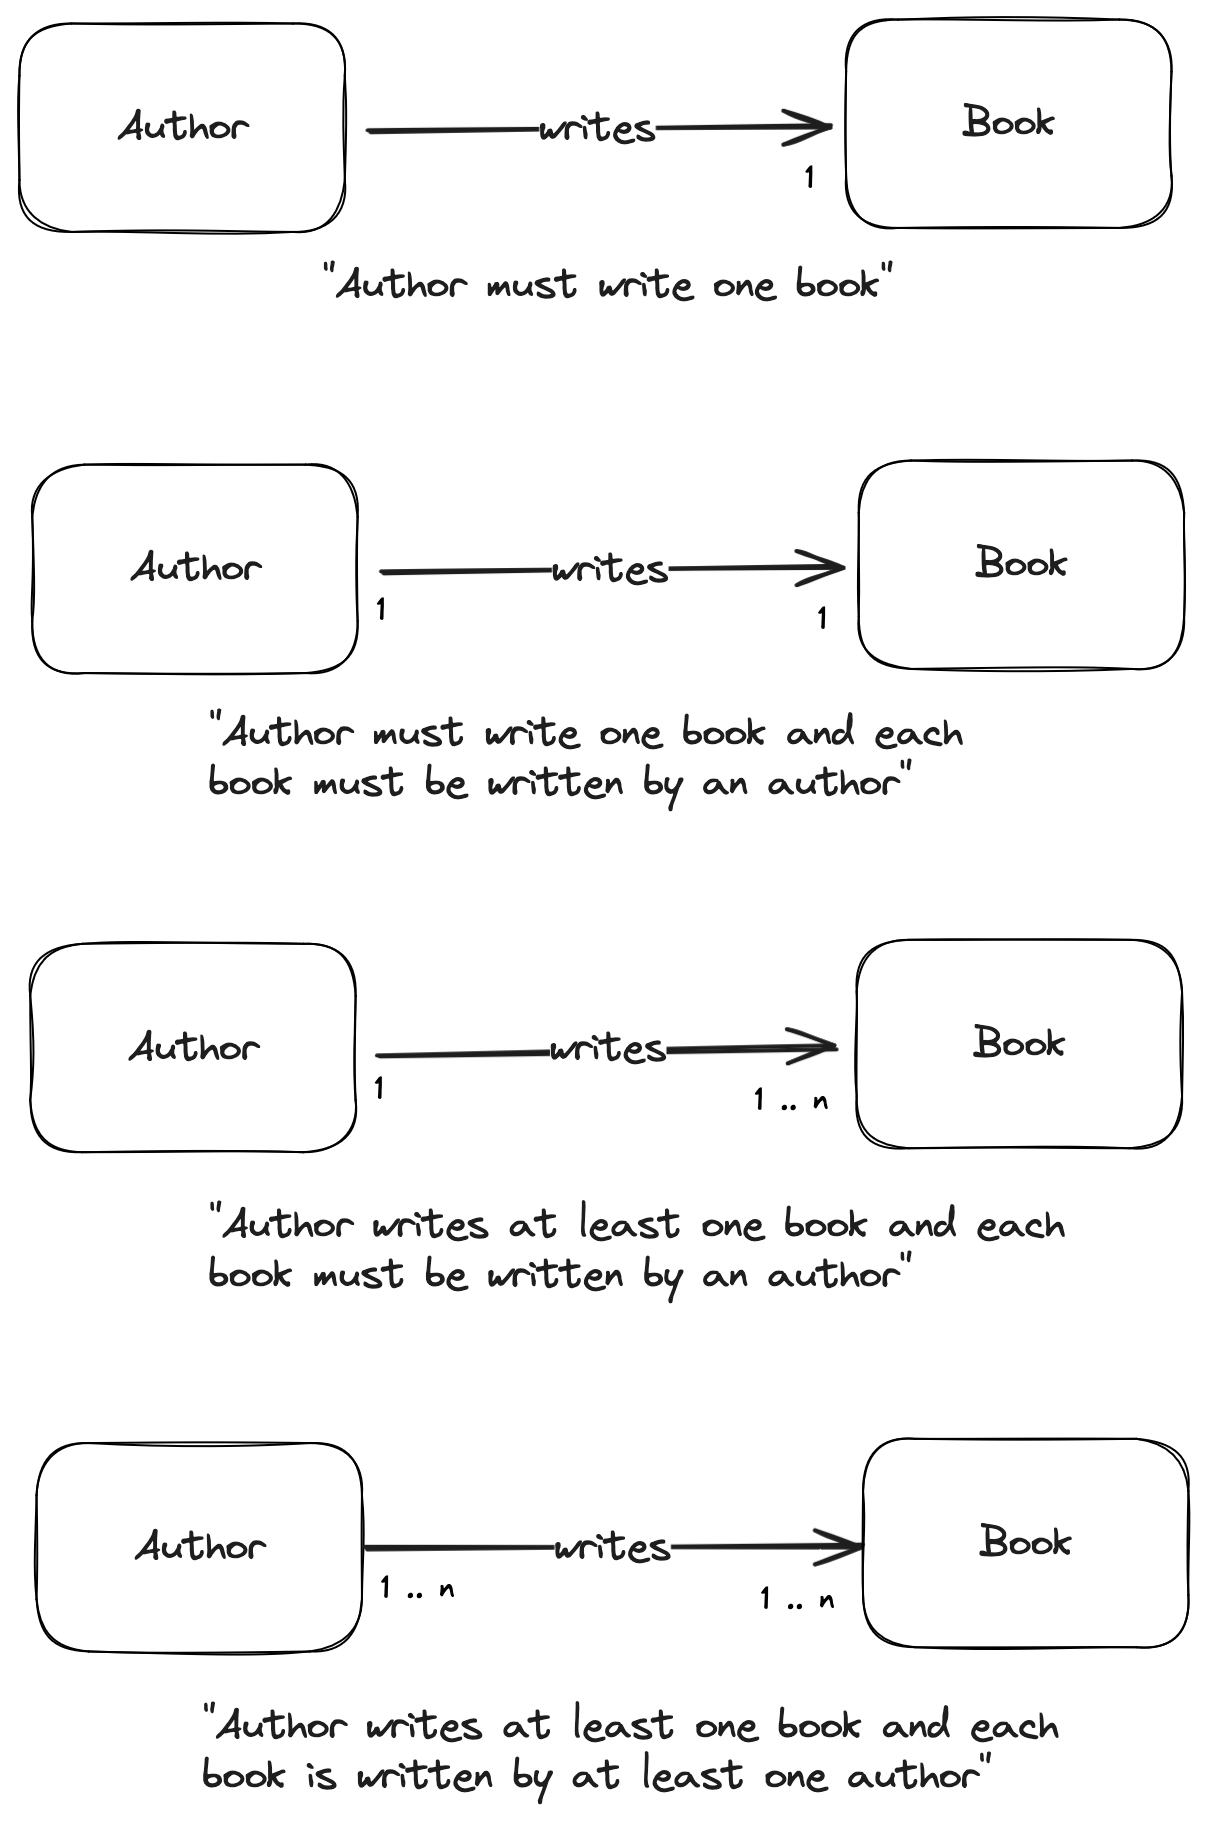 Author
writes
Book
1
"Author must write one book"
Author
writes
Book
1
1
"Author must write one book and each
book must be written by an author"
Author
writes
Book
1
1 .. n
"Author writes at least one book and each
book must be written by an author"
Author
writes
Book
1 .. n
1 .. n
"Author writes at least one book and each
book is written by at least one author"